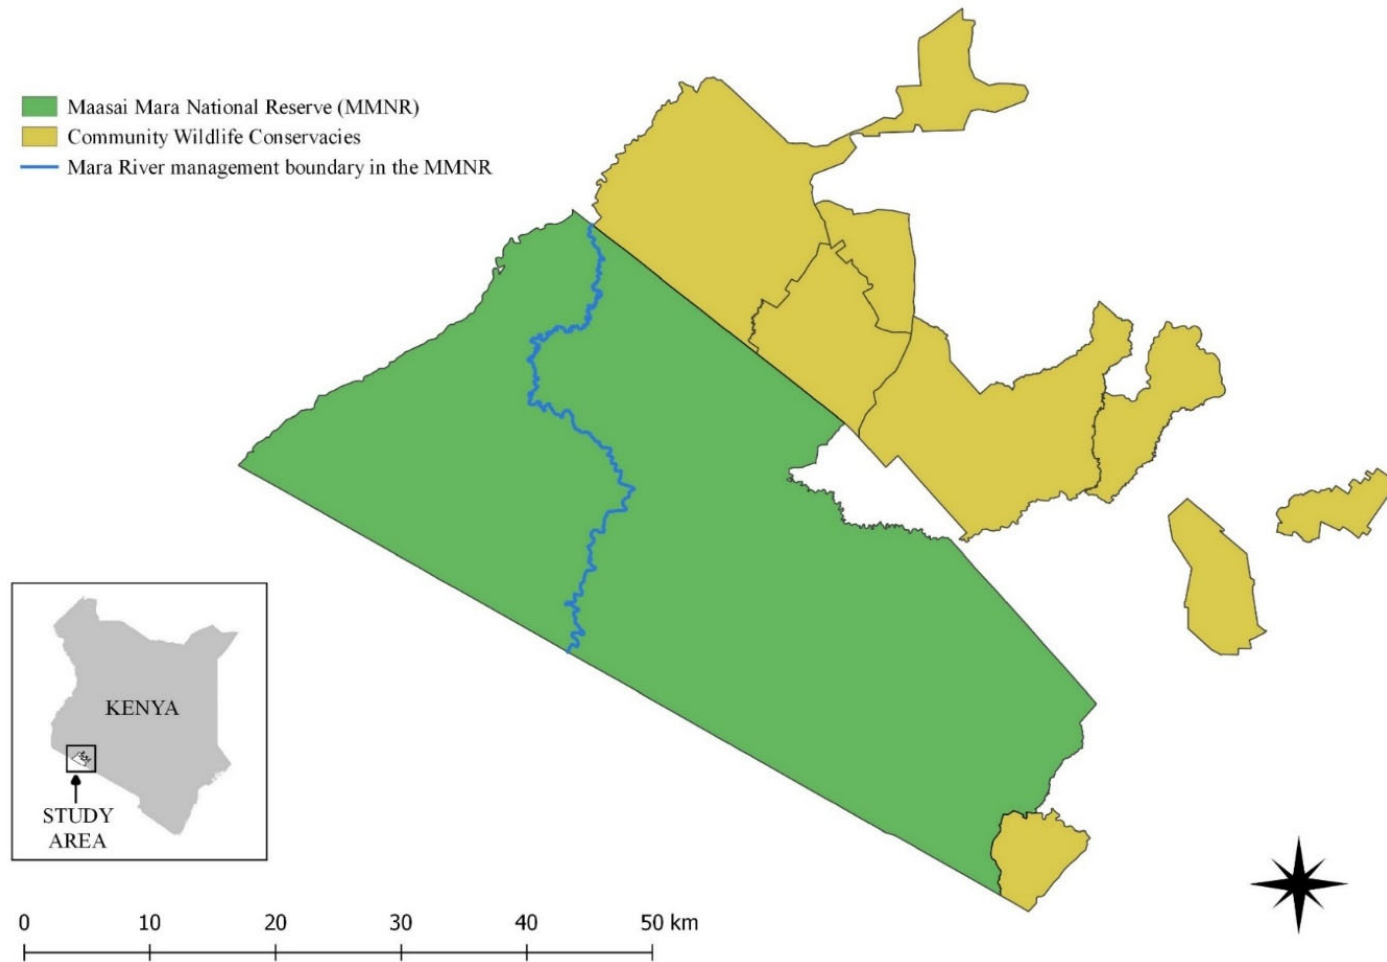 Maasai Mara National Reserve (MMNR)
Community Wildlife Conservacies
Mara River management boundary in the MMNR
KENYA
STUDY
AREA
0 10 20 30 40 50 km